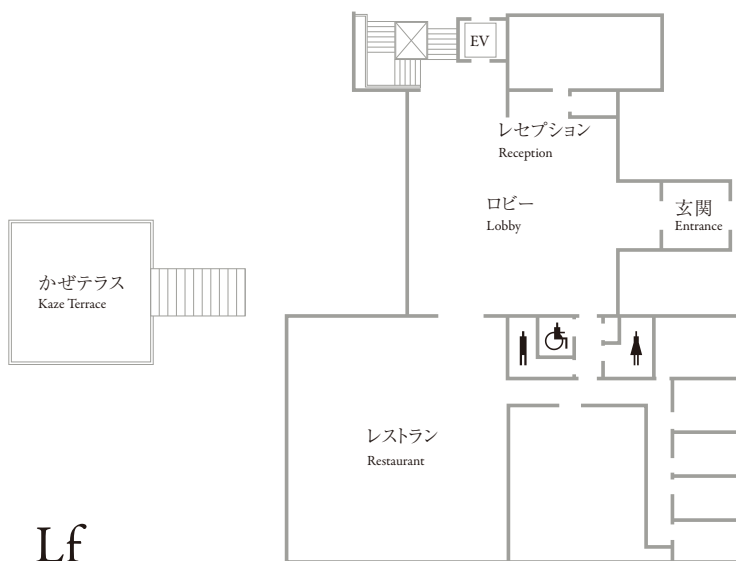 EV
レセプション
Reception
ロビー
Lobby
玄関
Entrance
かぜテラス
Kaze Terrace
レストラン
Restaurant
Lf